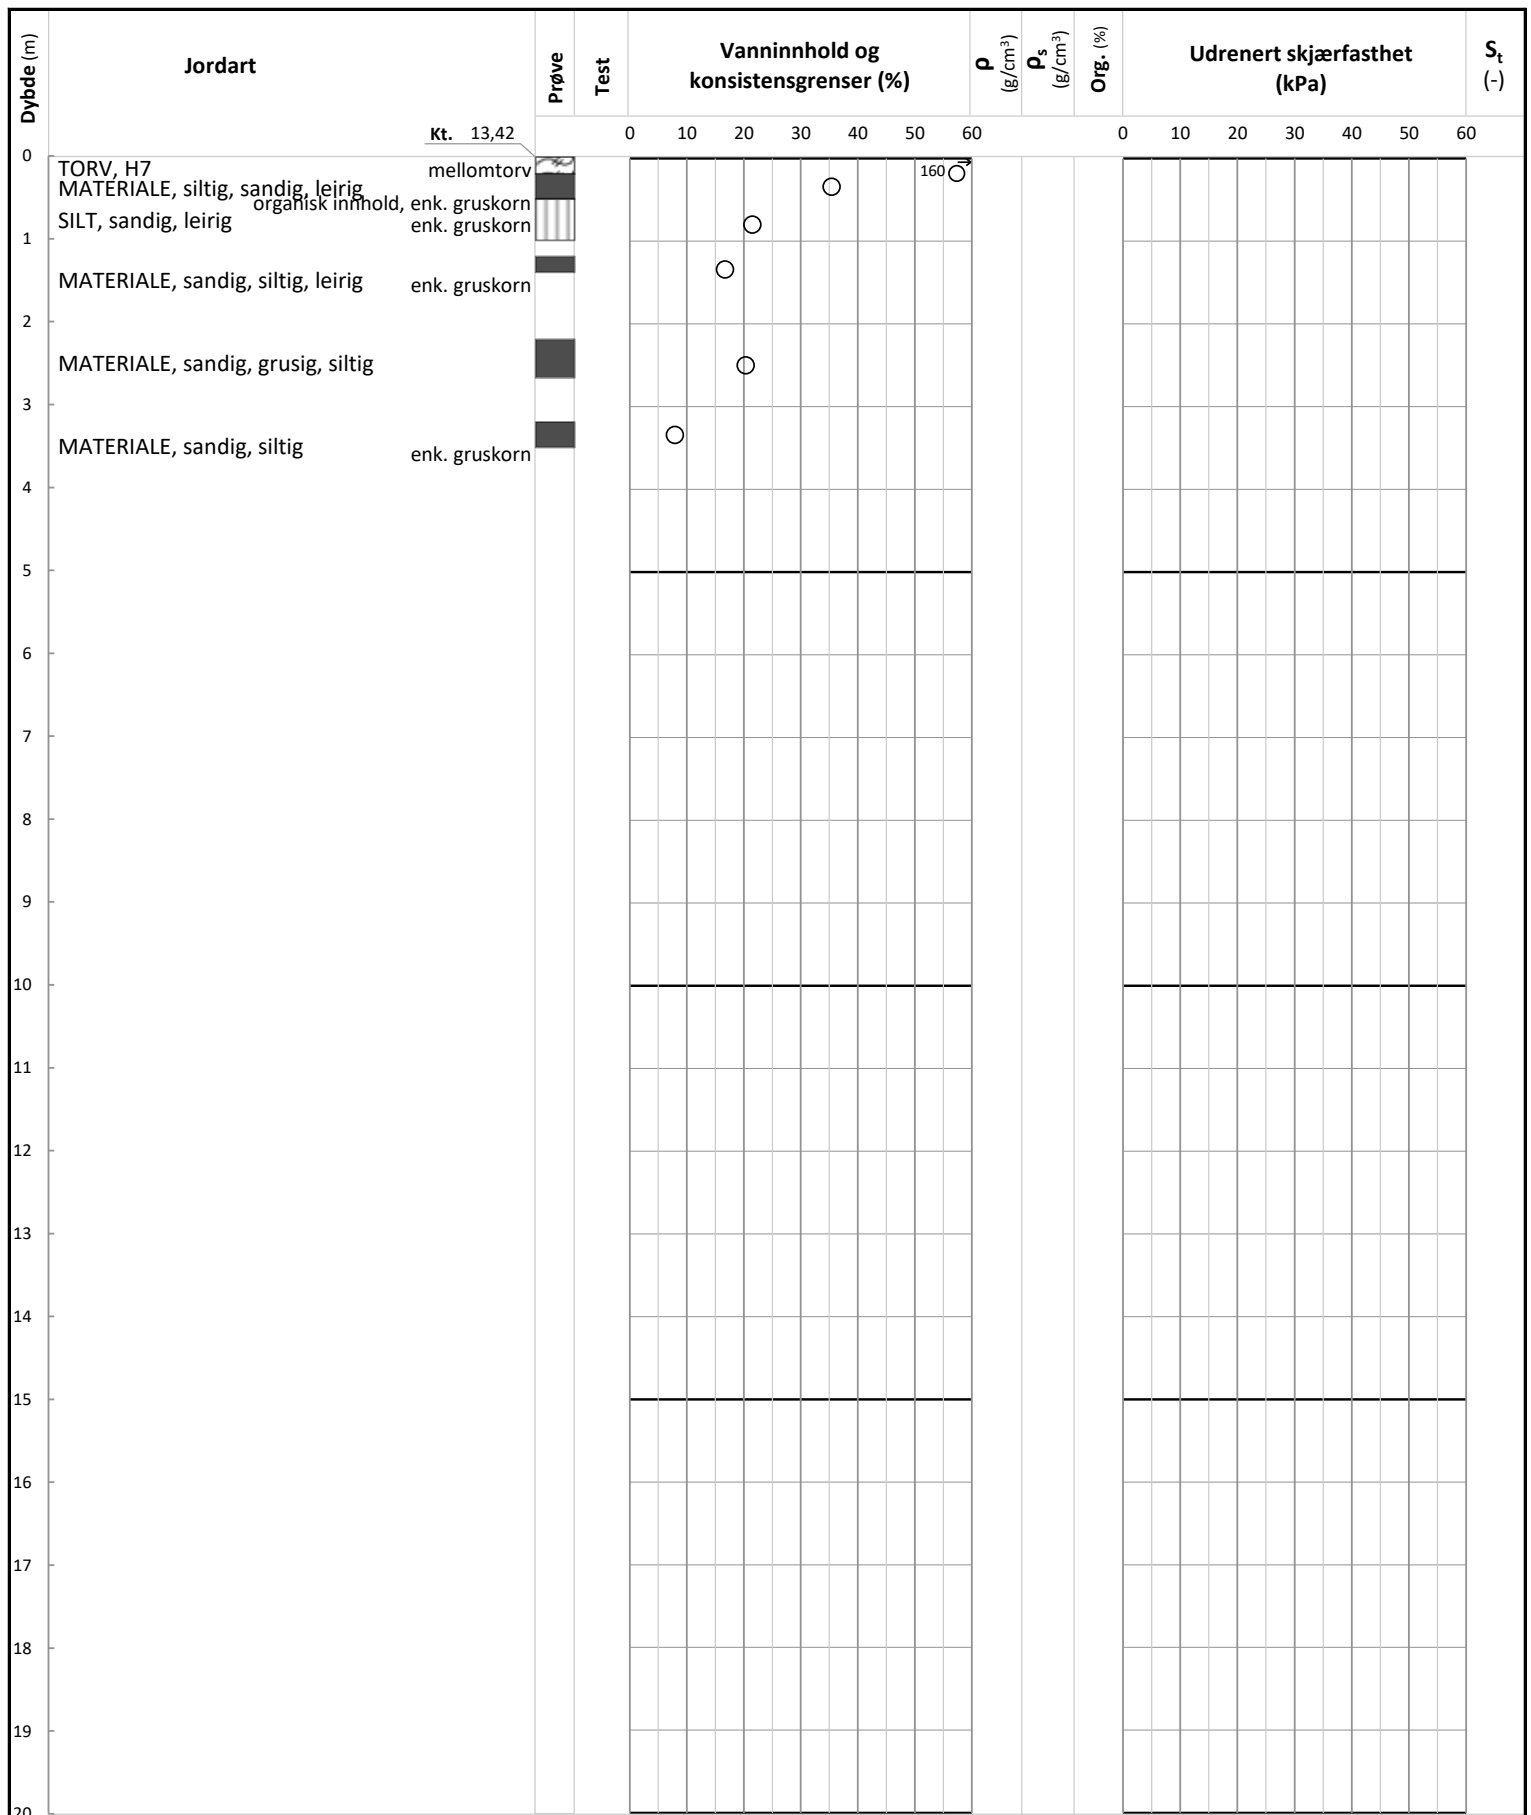 Dybde (m)
Jordart
Prøve
Test
Vanninnhold og
konsistensgrenser (%)
ρ
(g/cm³)
ρs
(g/cm³)
Org. (%)
Udrenert skjærfasthet
(kPa)
St
(-)
Kt. 13,42
0 10 20 30 40 50 60
0 10 20 30 40 50 60
0
TORV, H7 mellomtorv
160
MATERIALE, siltig, sandig, leirig
organisk innhold, enk. gruskorn
SILT, sandig, leirig enk. gruskorn
1
MATERIALE, sandig, siltig, leirig enk. gruskorn
2
MATERIALE, sandig, grusig, siltig
3
MATERIALE, sandig, siltig enk. gruskorn
4
5
6
7
8
9
10
11
12
13
14
15
16
17
18
19
20